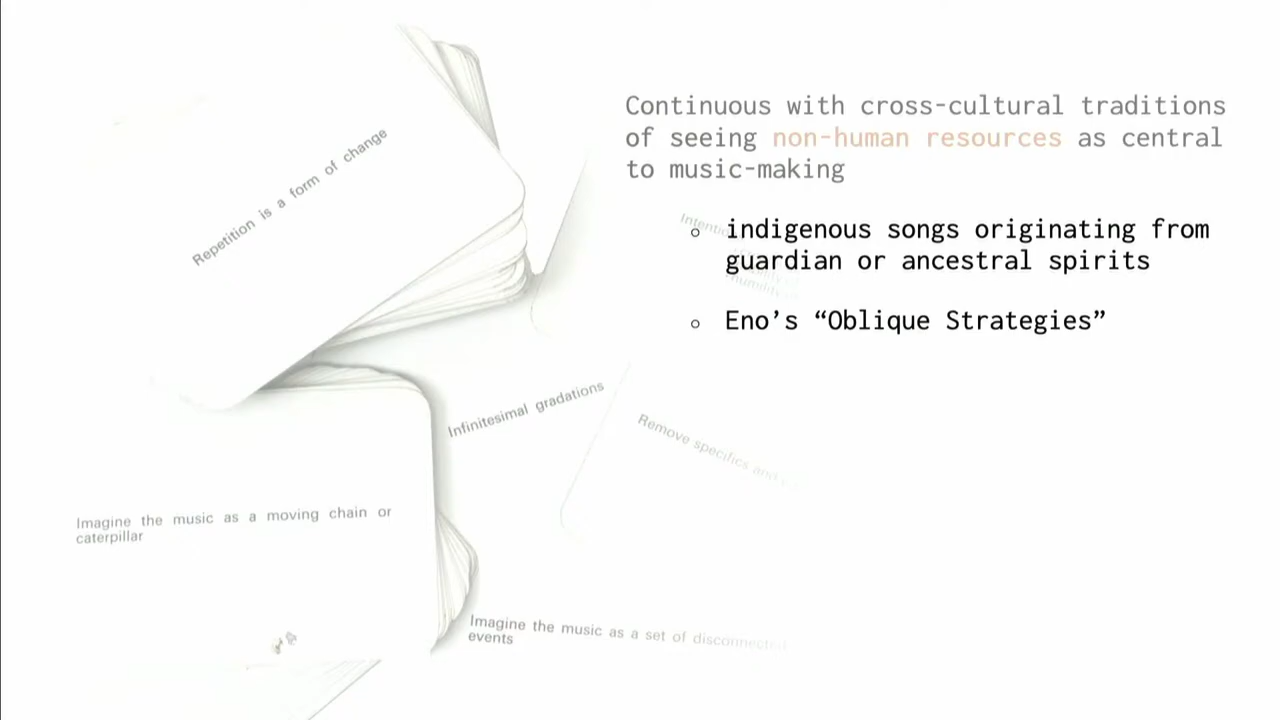 Continuous with cross-cultural traditions
of seeing non-human resources as central
to music-making
indigenous songs originating from
guardian or ancestral spirits
Eno’s “Oblique Strategies”
Repetition is a form of change
Infinitesimal gradations
Remove specifics and
Imagine the music as a moving chain or
caterpillar
Imagine the music as a set of disconnected
events